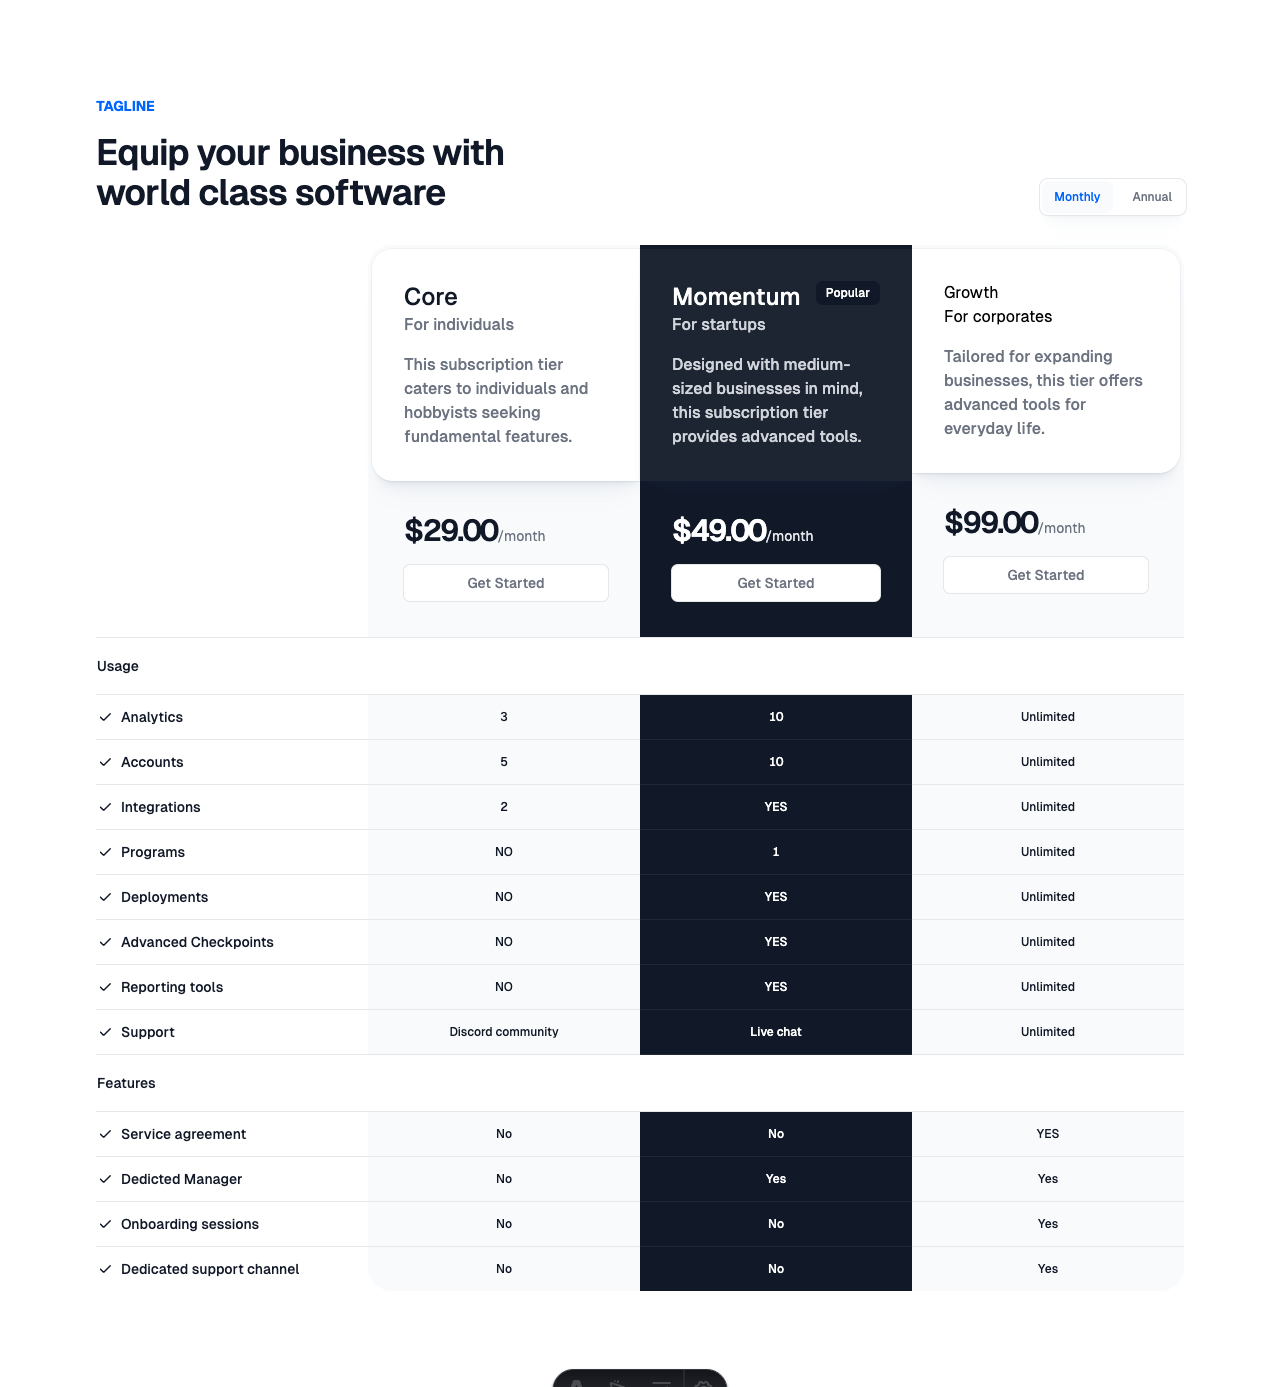 TAGLINE
Equip your business with
world class software
Monthly Annual
Core
For individuals
This subscription tier
caters to individuals and
hobbyists seeking
fundamental features.
Momentum Popular
For startups
Designed with medium-
sized businesses in mind,
this subscription tier
provides advanced tools.
Growth
For corporates
Tailored for expanding
businesses, this tier offers
advanced tools for
everyday life.
$29.00/month
Get Started
$49.00/month
Get Started
$99.00/month
Get Started
Usage
Analytics 3 10 Unlimited
Accounts 5 10 Unlimited
Integrations 2 YES Unlimited
Programs NO 1 Unlimited
Deployments NO YES Unlimited
Advanced Checkpoints NO YES Unlimited
Reporting tools NO YES Unlimited
Support Discord community Live chat Unlimited
Features
Service agreement No No YES
Dedicted Manager No Yes Yes
Onboarding sessions No No Yes
Dedicated support channel No No Yes